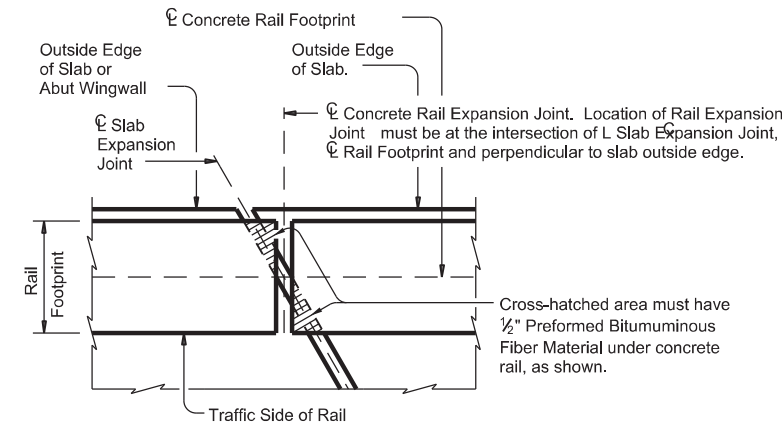 ℄ Concrete Rail Footprint
Outside Edge
of Slab or
Abut Wingwall
Outside Edge
of Slab.
℄ Slab
Expansion
Joint
℄ Concrete Rail Expansion Joint. Location of Rail Expansion
Joint must be at the intersection of L Slab E℄xpansion Joint,
℄ Rail Footprint and perpendicular to slab outside edge.
Rail
Footprint
Cross-hatched area must have
½" Preformed Bitumuminous
Fiber Material under concrete
rail, as shown.
Traffic Side of Rail